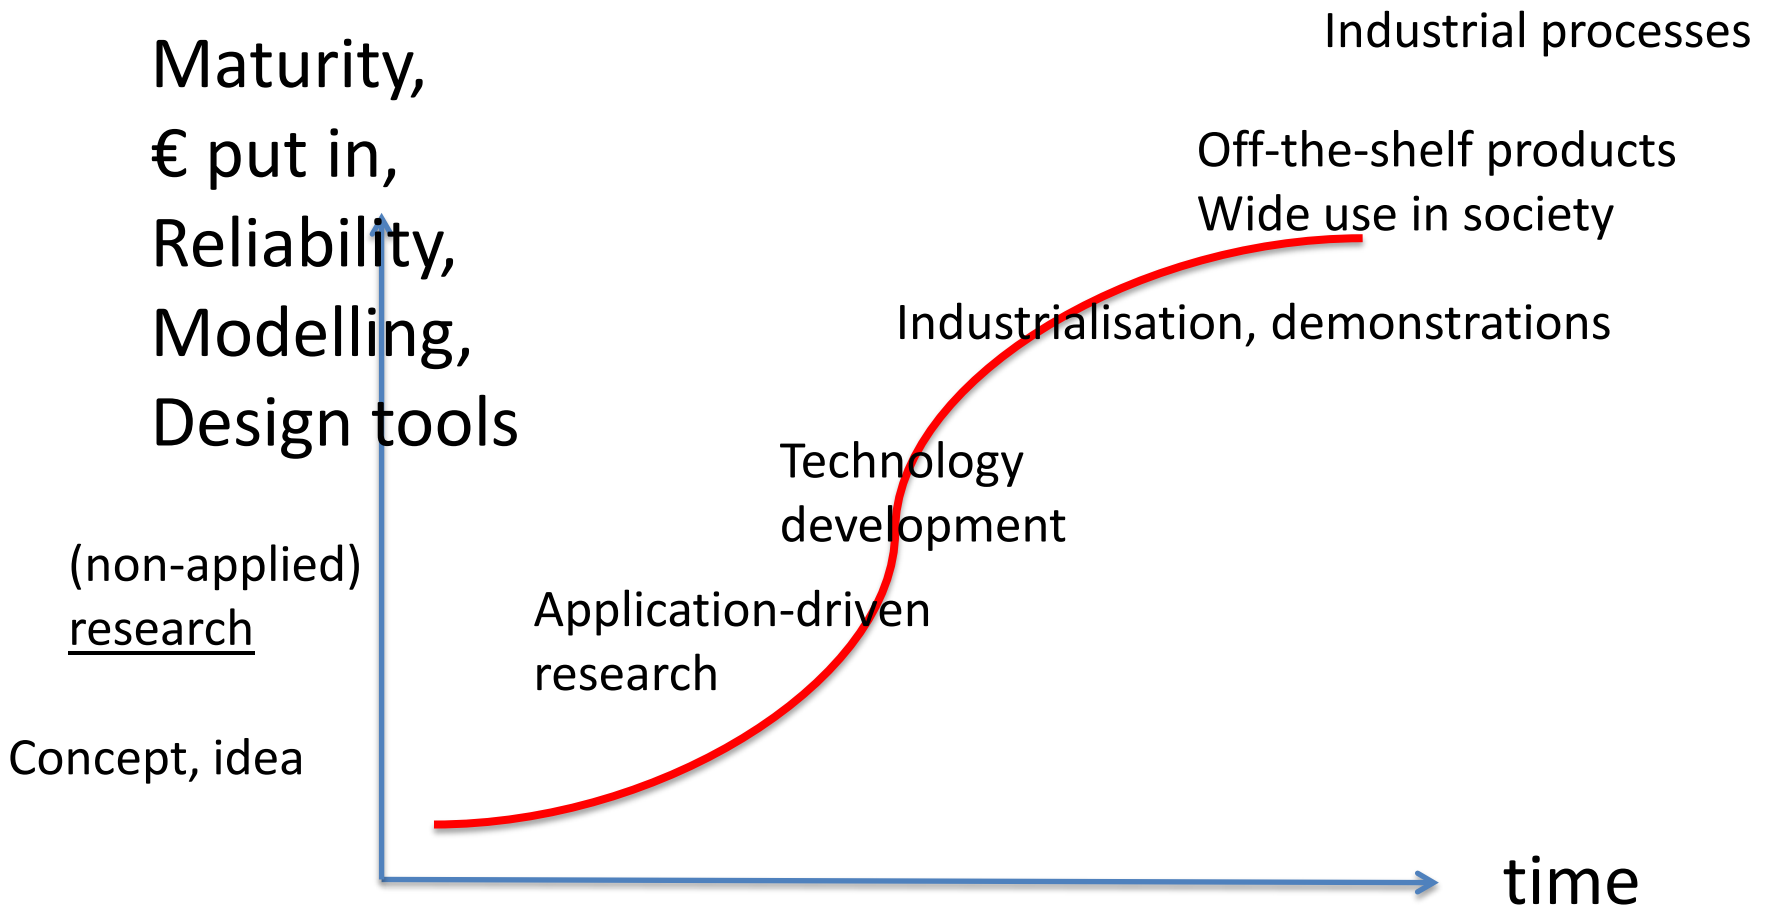 Industrial processes
Maturity,
€ put in,
Reliability,
Modelling,
Design tools
Off-the-shelf products
Wide use in society
Industrialisation, demonstrations
Technology
development
(non-applied)
research
Application-driven
research
Concept, idea
time